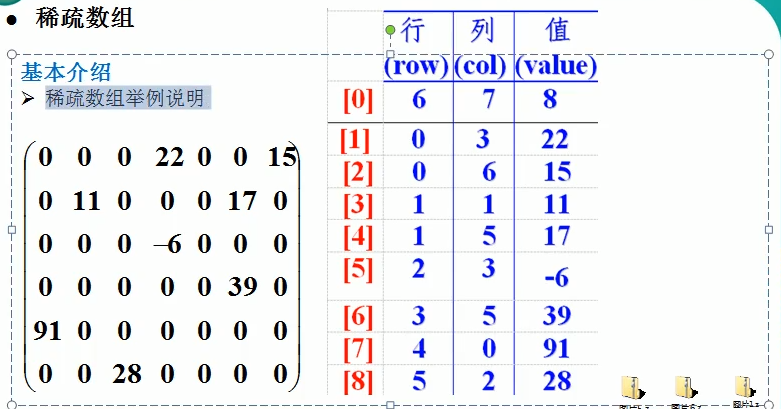 • 稀疏数组
基本介绍
➢ 稀疏数组举例说明
0 0 0 22 0 0 15
0 11 0 0 0 17 0
0 0 0 –6 0 0 0
0 0 0 0 0 39 0
91 0 0 0 0 0 0
0 0 28 0 0 0 0
行 列 值
(row) (col) (value)
[0] 6 7 8
[1] 0 3 22
[2] 0 6 15
[3] 1 1 11
[4] 1 5 17
[5] 2 3 -6
[6] 3 5 39
[7] 4 0 91
[8] 5 2 28